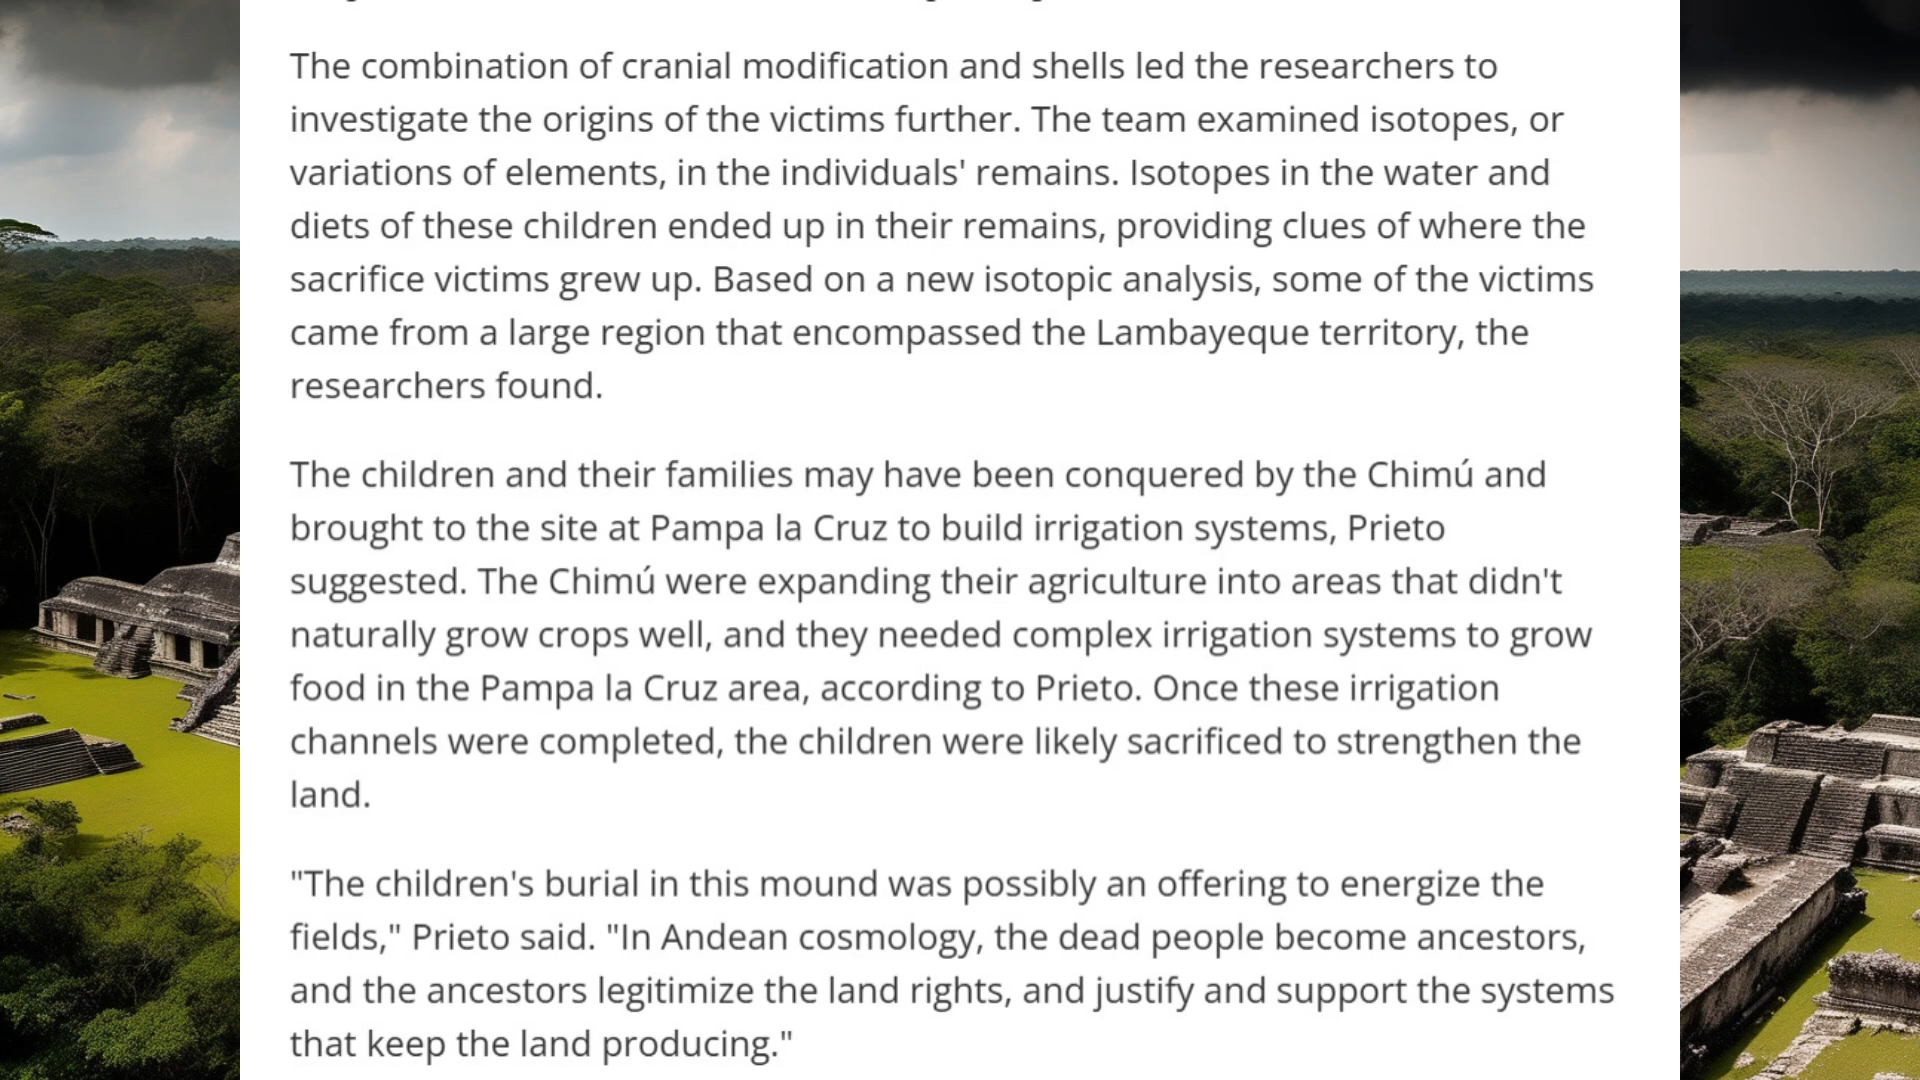 The combination of cranial modification and shells led the researchers to
investigate the origins of the victims further. The team examined isotopes, or
variations of elements, in the individuals' remains. Isotopes in the water and
diets of these children ended up in their remains, providing clues of where the
sacrifice victims grew up. Based on a new isotopic analysis, some of the victims
came from a large region that encompassed the Lambayeque territory, the
researchers found.
The children and their families may have been conquered by the Chimú and
brought to the site at Pampa la Cruz to build irrigation systems, Prieto
suggested. The Chimú were expanding their agriculture into areas that didn't
naturally grow crops well, and they needed complex irrigation systems to grow
food in the Pampa la Cruz area, according to Prieto. Once these irrigation
channels were completed, the children were likely sacrificed to strengthen the
land.
"The children's burial in this mound was possibly an offering to energize the
fields," Prieto said. "In Andean cosmology, the dead people become ancestors,
and the ancestors legitimize the land rights, and justify and support the systems
that keep the land producing."